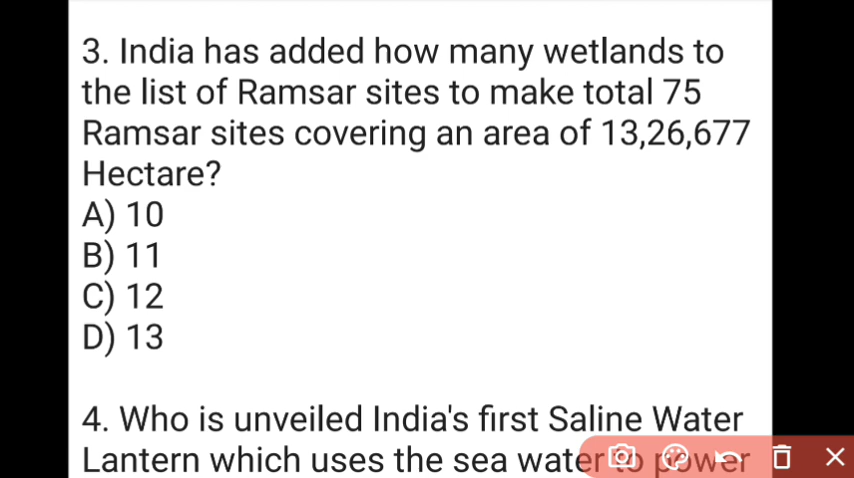 3. India has added how many wetlands to
the list of Ramsar sites to make total 75
Ramsar sites covering an area of 13,26,677
Hectare?
A) 10
B) 11
C) 12
D) 13
4. Who is unveiled India's first Saline Water
Lantern which uses the sea water to power